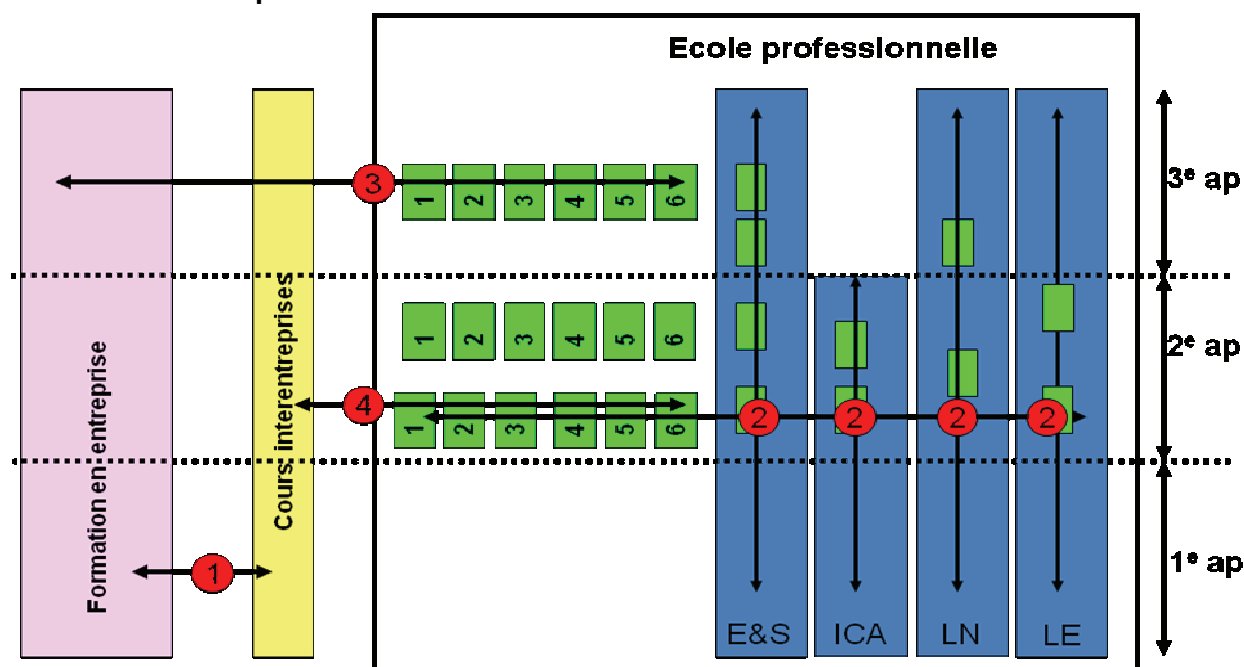 Ecole professionnelle
3
1
2
3
4
5
6
3e ap
Formation en entreprise
Cours interentreprises
1
2
3
4
5
6
2e ap
4
1
2
3
4
5
6
2
2
2
2
1
1e ap
E&S
ICA
LN
LE